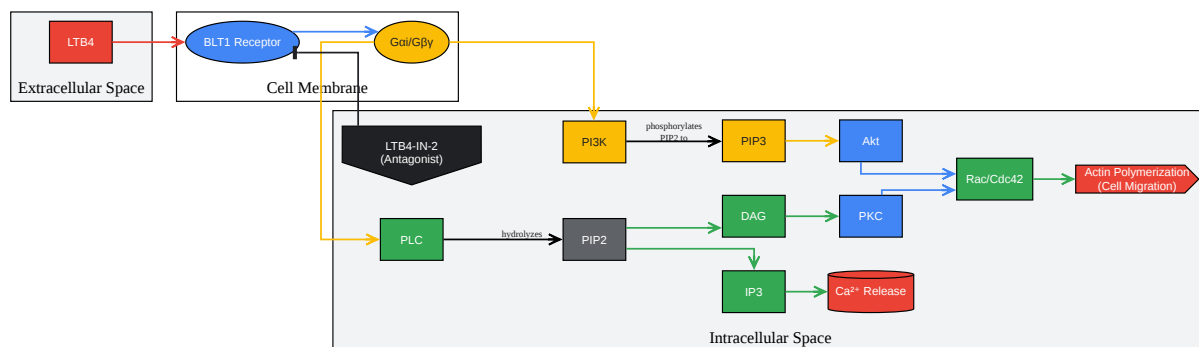 LTB4
BLT1 Receptor
Gαi/Gβγ
Extracellular Space
Cell Membrane
LTB4-IN-2
(Antagonist)
PI3K
phosphorylates
PIP2 to
PIP3
Akt
Rac/Cdc42
Actin Polymerization
(Cell Migration)
PLC
hydrolyzes
PIP2
DAG
PKC
IP3
Ca²⁺ Release
Intracellular Space